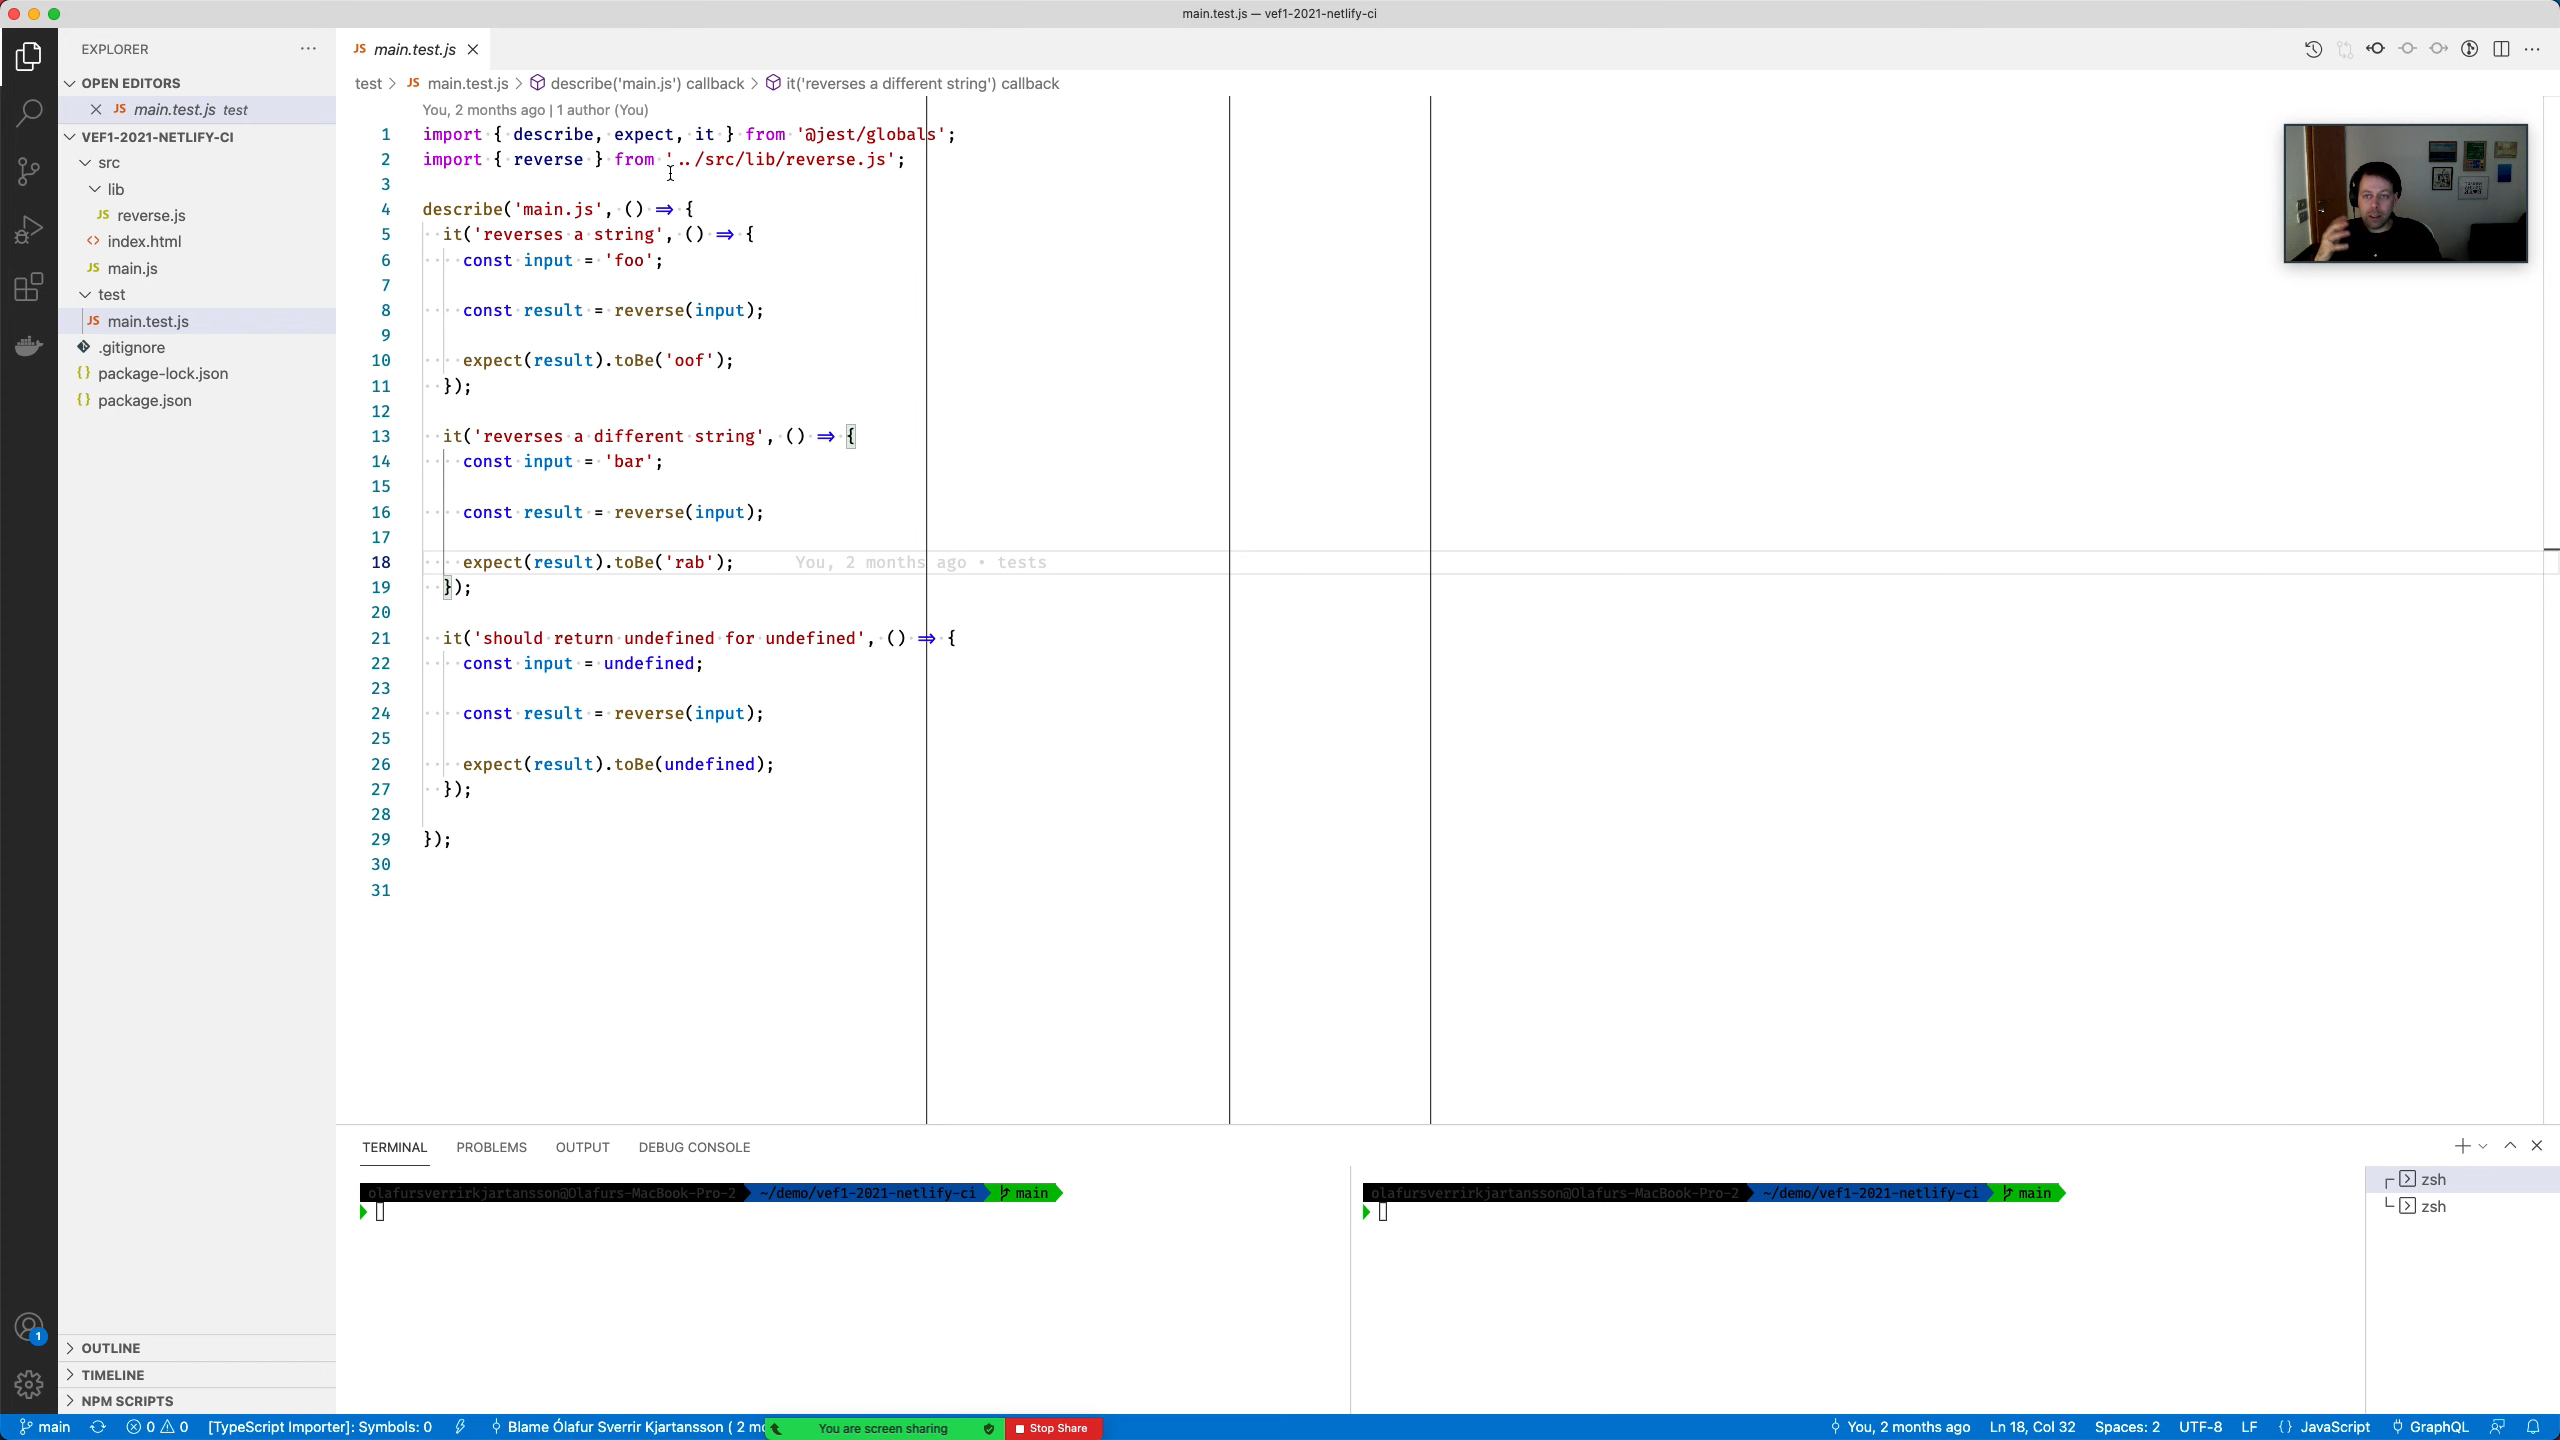 main.test.js — vef1-2021-netlify-ci
EXPLORER
OPEN EDITORS
JS main.test.js test
VEF1-2021-NETLIFY-CI
src
lib
JS reverse.js
<> index.html
JS main.js
test
JS main.test.js
.gitignore
{} package-lock.json
{} package.json
OUTLINE
TIMELINE
NPM SCRIPTS
JS main.test.js
test > JS main.test.js > describe('main.js') callback > it('reverses a different string') callback
You, 2 months ago | 1 author (You)
1 import { describe, expect, it } from '@jest/globals';
2 import { reverse } from '../src/lib/reverse.js';
3
4 describe('main.js', () => {
5 it('reverses a string', () => {
6 const input = 'foo';
7
8 const result = reverse(input);
9
10 expect(result).toBe('oof');
11 });
12
13 it('reverses a different string', () => {
14 const input = 'bar';
15
16 const result = reverse(input);
17
18 expect(result).toBe('rab'); You, 2 months ago • tests
19 });
20
21 it('should return undefined for undefined', () => {
22 const input = undefined;
23
24 const result = reverse(input);
25
26 expect(result).toBe(undefined);
27 });
28
29 });
30
31
TERMINAL PROBLEMS OUTPUT DEBUG CONSOLE
olafursverrirkjartansson@Olafurs-MacBook-Pro-2 ~/demo/vef1-2021-netlify-ci main
olafursverrirkjartansson@Olafurs-MacBook-Pro-2 ~/demo/vef1-2021-netlify-ci main
zsh
zsh
1
main 0 0 [TypeScript Importer]: Symbols: 0 Blame Ólafur Sverrir Kjartansson ( 2 mo You are screen sharing Stop Share You, 2 months ago Ln 18, Col 32 Spaces: 2 UTF-8 LF {} JavaScript GraphQL